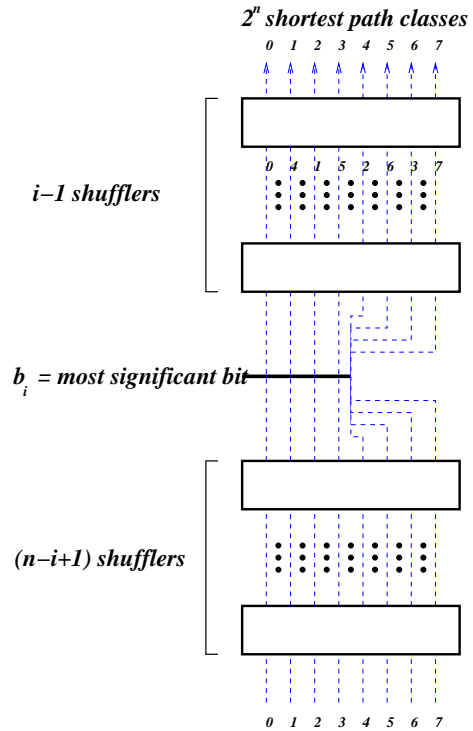 2^n shortest path classes
0 1 2 3 4 5 6 7
0 4 1 5 2 6 3 7
i−1 shufflers
b_i = most significant bit
(n−i+1) shufflers
0 1 2 3 4 5 6 7